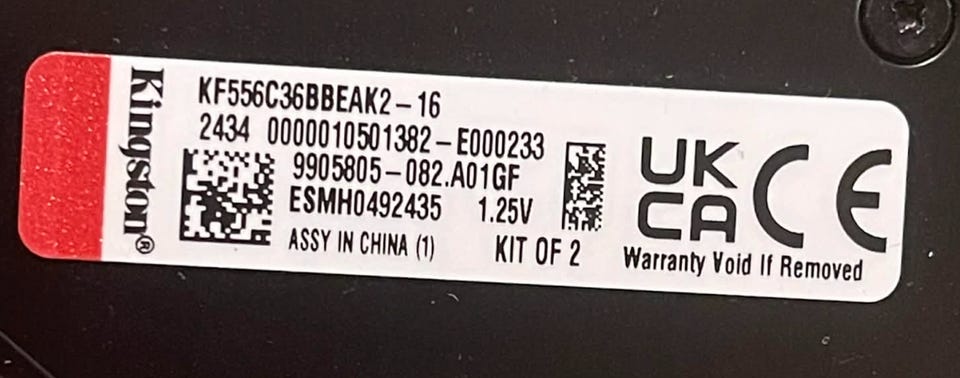 Kingston®
KF556C36BBEAK2-16
2434 0000010501382-E000233
9905805-082.A01GF
ESMH0492435 1.25V
ASSY IN CHINA (1) KIT OF 2
UK
CA
CE
Warranty Void If Removed